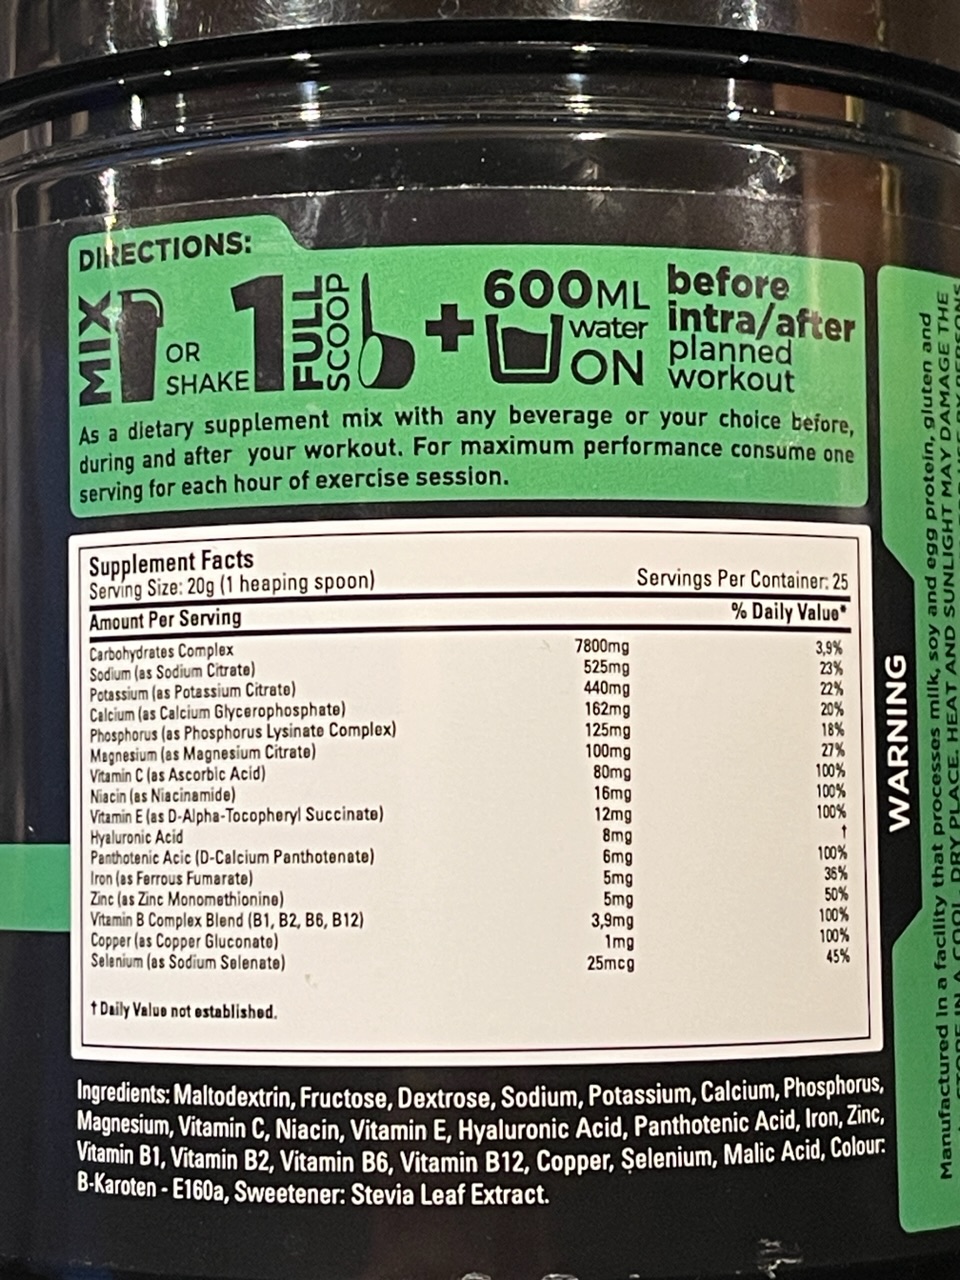 DIRECTIONS:
MIX
OR
SHAKE
1
FULL
SCOOP
+
600ML
water
ON
before
intra/after
planned
workout
As a dietary supplement mix with any beverage or your choice before,
during and after your workout. For maximum performance consume one
serving for each hour of exercise session.
Supplement Facts
Serving Size: 20g (1 heaping spoon) Servings Per Container: 25
Amount Per Serving % Daily Value*
Carbohydrates Complex 7800mg 3,9%
Sodium (as Sodium Citrate) 525mg 23%
Potassium (as Potassium Citrate) 440mg 22%
Calcium (as Calcium Glycerophosphate) 162mg 20%
Phosphorus (as Phosphorus Lysinate Complex) 125mg 18%
Magnesium (as Magnesium Citrate) 100mg 27%
Vitamin C (as Ascorbic Acid) 80mg 100%
Niacin (as Niacinamide) 16mg 100%
Vitamin E (as D-Alpha-Tocopheryl Succinate) 12mg 100%
Hyaluronic Acid 8mg †
Panthotenic Acic (D-Calcium Panthotenate) 6mg 100%
Iron (as Ferrous Fumarate) 5mg 36%
Zinc (as Zinc Monomethionine) 5mg 50%
Vitamin B Complex Blend (B1, B2, B6, B12) 3,9mg 100%
Copper (as Copper Gluconate) 1mg 100%
Selenium (as Sodium Selenate) 25mcg 45%
† Daily Value not established.
Ingredients: Maltodextrin, Fructose, Dextrose, Sodium, Potassium, Calcium, Phosphorus,
Magnesium, Vitamin C, Niacin, Vitamin E, Hyaluronic Acid, Panthotenic Acid, Iron, Zinc,
Vitamin B1, Vitamin B2, Vitamin B6, Vitamin B12, Copper, Selenium, Malic Acid, Colour:
B-Karoten - E160a, Sweetener: Stevia Leaf Extract.
WARNING
Manufactured in a facility that processes milk, soy and egg protein, gluten and
STORE IN A COOL, DRY PLACE. HEAT AND SUNLIGHT MAY DAMAGE THE